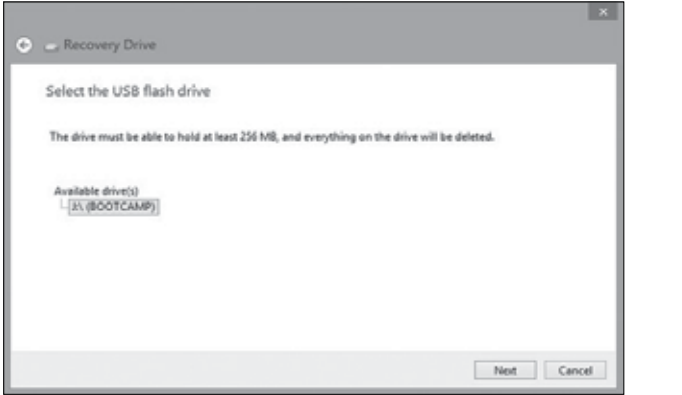 Recovery Drive
Select the USB flash drive
The drive must be able to hold at least 256 MB, and everything on the drive will be deleted.
Available drive(s)
(BOOTCAMP)
Next Cancel